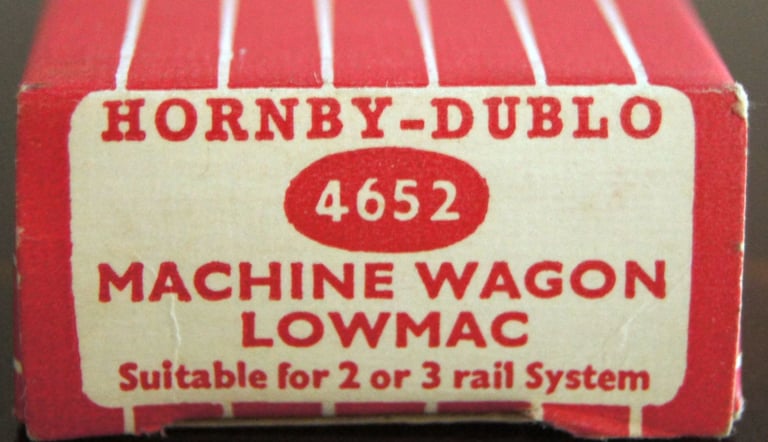 HORNBY-DUBLO
4652
MACHINE WAGON
LOWMAC
Suitable for 2 or 3 rail System